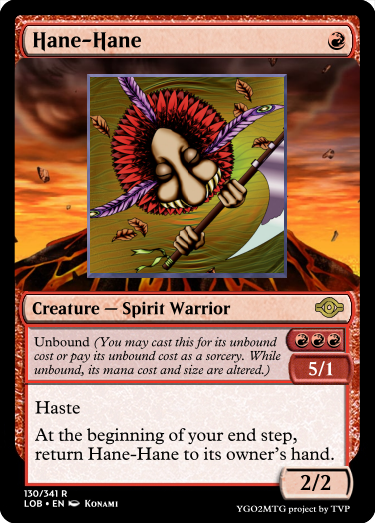 Hane-Hane
Creature — Spirit Warrior
Unbound (You may cast this for its unbound
cost or pay its unbound cost as a sorcery. While
unbound, its mana cost and size are altered.)
5/1
Haste
At the beginning of your end step,
return Hane-Hane to its owner's hand.
2/2
130/341 R
LOB • EN Konami
YGO2MTG project by TVP